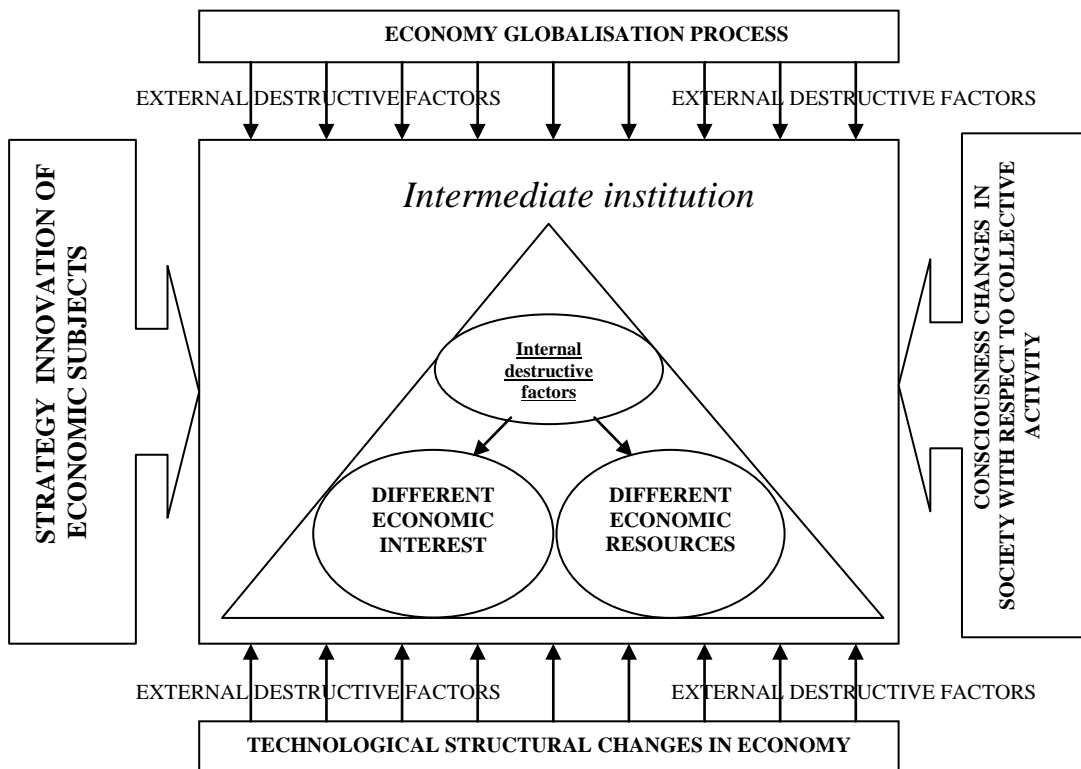 ECONOMY GLOBALISATION PROCESS
EXTERNAL DESTRUCTIVE FACTORS
EXTERNAL DESTRUCTIVE FACTORS
STRATEGY INNOVATION OF
ECONOMIC SUBJECTS
Intermediate institution
Internal
destructive
factors
DIFFERENT
ECONOMIC
INTEREST
DIFFERENT
ECONOMIC
RESOURCES
CONSCIOUSNESS CHANGES IN
SOCIETY WITH RESPECT TO COLLECTIVE
ACTIVITY
EXTERNAL DESTRUCTIVE FACTORS
EXTERNAL DESTRUCTIVE FACTORS
TECHNOLOGICAL STRUCTURAL CHANGES IN ECONOMY